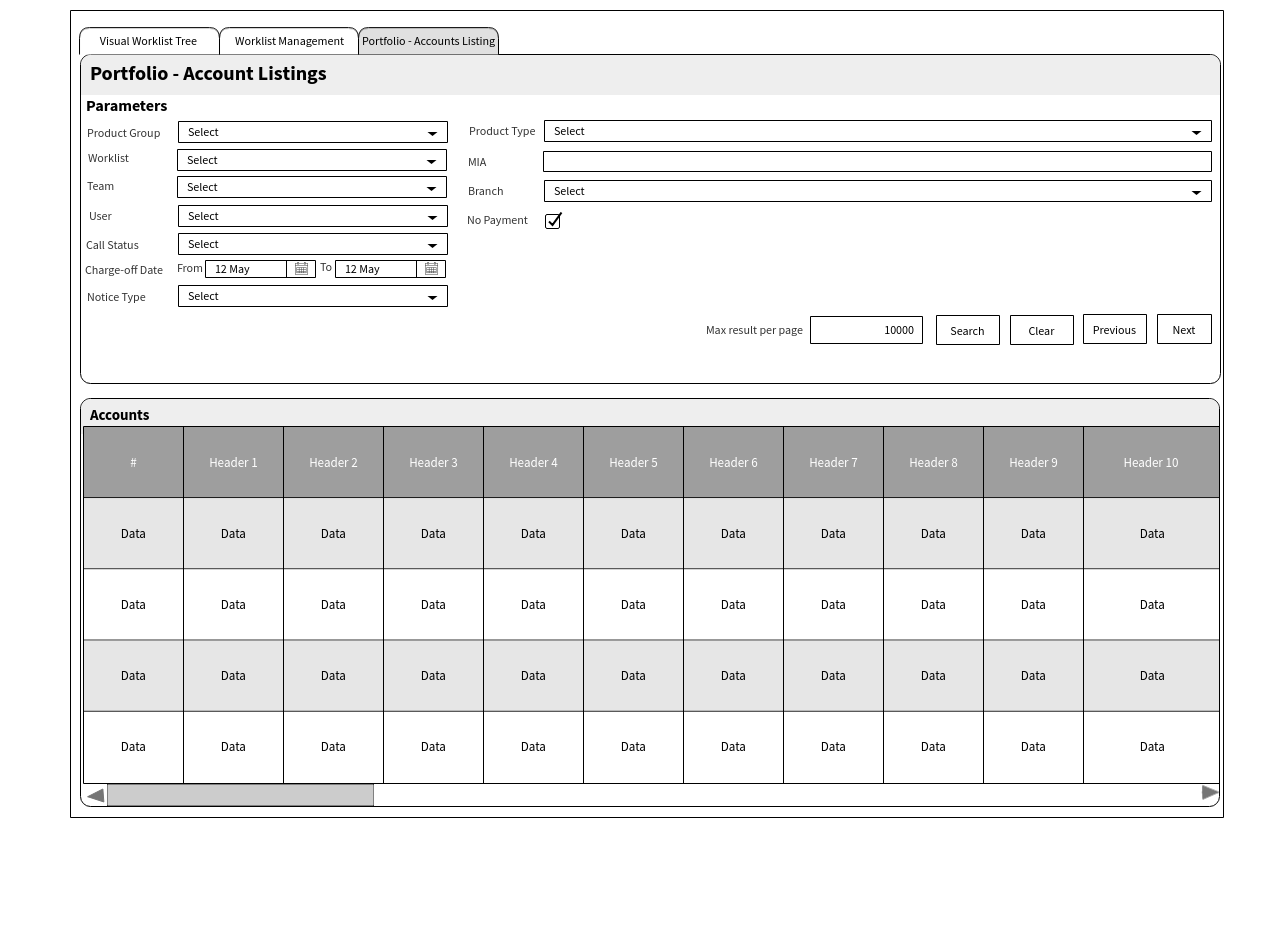 Visual Worklist Tree Worklist Management Portfolio - Accounts Listing
Portfolio - Account Listings
Parameters
Product Group Select Product Type Select
Worklist Select MIA
Team Select Branch Select
User Select No Payment
Call Status Select
Charge-off Date From 12 May To 12 May
Notice Type Select
Max result per page 10000 Search Clear Previous Next
Accounts
# Header 1 Header 2 Header 3 Header 4 Header 5 Header 6 Header 7 Header 8 Header 9 Header 10
Data Data Data Data Data Data Data Data Data Data Data
Data Data Data Data Data Data Data Data Data Data Data
Data Data Data Data Data Data Data Data Data Data Data
Data Data Data Data Data Data Data Data Data Data Data